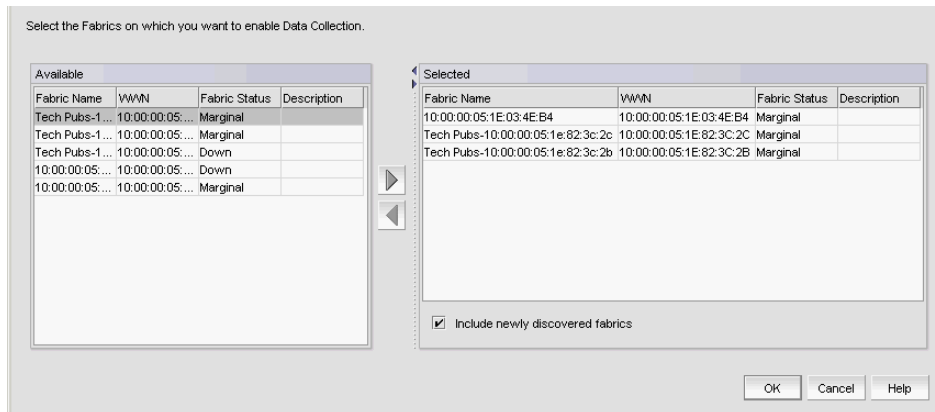 Select the Fabrics on which you want to enable Data Collection.
Available
Fabric Name WWN Fabric Status Description
Tech Pubs-1... 10:00:00:05:... Marginal
Tech Pubs-1... 10:00:00:05:... Marginal
Tech Pubs-1... 10:00:00:05:... Down
10:00:00:05:... 10:00:00:05:... Down
10:00:00:05:... 10:00:00:05:... Marginal
Selected
Fabric Name WWN Fabric Status Description
10:00:00:05:1E:03:4E:B4 10:00:00:05:1E:03:4E:B4 Marginal
Tech Pubs-10:00:00:05:1e:82:3c:2c 10:00:00:05:1E:82:3C:2C Marginal
Tech Pubs-10:00:00:05:1e:82:3c:2b 10:00:00:05:1E:82:3C:2B Marginal
Include newly discovered fabrics
OK Cancel Help